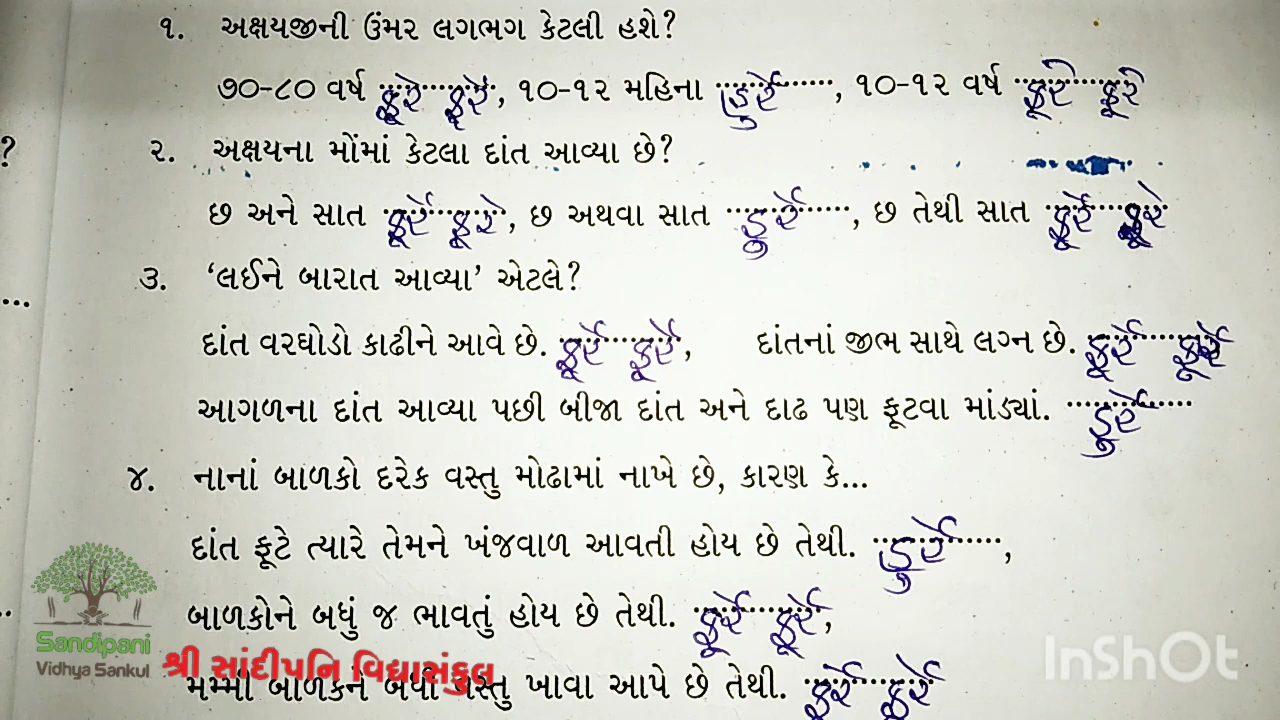 ૧. અક્ષયજીની ઉંમર લગભગ કેટલી હશે?
૭૦-૮૦ વર્ષ ફૂર્રે ફૂર્રે, ૧૦-૧૨ મહિના હુર્રે, ૧૦-૧૨ વર્ષ ફૂર્રે ફૂર્રે
?
૨. અક્ષયના મોંમાં કેટલા દાંત આવ્યા છે?
છ અને સાત ફૂર્રે ફૂર્રે, છ અથવા સાત હુર્રે, છ તેથી સાત ફૂર્રે ફૂર્રે
૩. ‘લઈને બારાત આવ્યા’ એટલે?
...
દાંત વરઘોડો કાઢીને આવે છે. ફૂર્રે ફૂર્રે, દાંતનાં જીભ સાથે લગ્ન છે. ફૂર્રે ફૂર્રે
આગળના દાંત આવ્યા પછી બીજા દાંત અને દાઢ પણ ફૂટવા માંડ્યાં. હુર્રે
૪. નાનાં બાળકો દરેક વસ્તુ મોઢામાં નાખે છે, કારણ કે...
દાંત ફૂટે ત્યારે તેમને ખંજવાળ આવતી હોય છે તેથી. હુર્રે,
બાળકોને બધું જ ભાવતું હોય છે તેથી. ફૂર્રે ફૂર્રે,
Sandipani
Vidhya Sankul
શ્રી સાંદીપનિ વિદ્યાસંકુલ
InShOt
મમ્મી બાળકને બધી વસ્તુ ખાવા આપે છે તેથી. ફૂર્રે ફૂર્રે